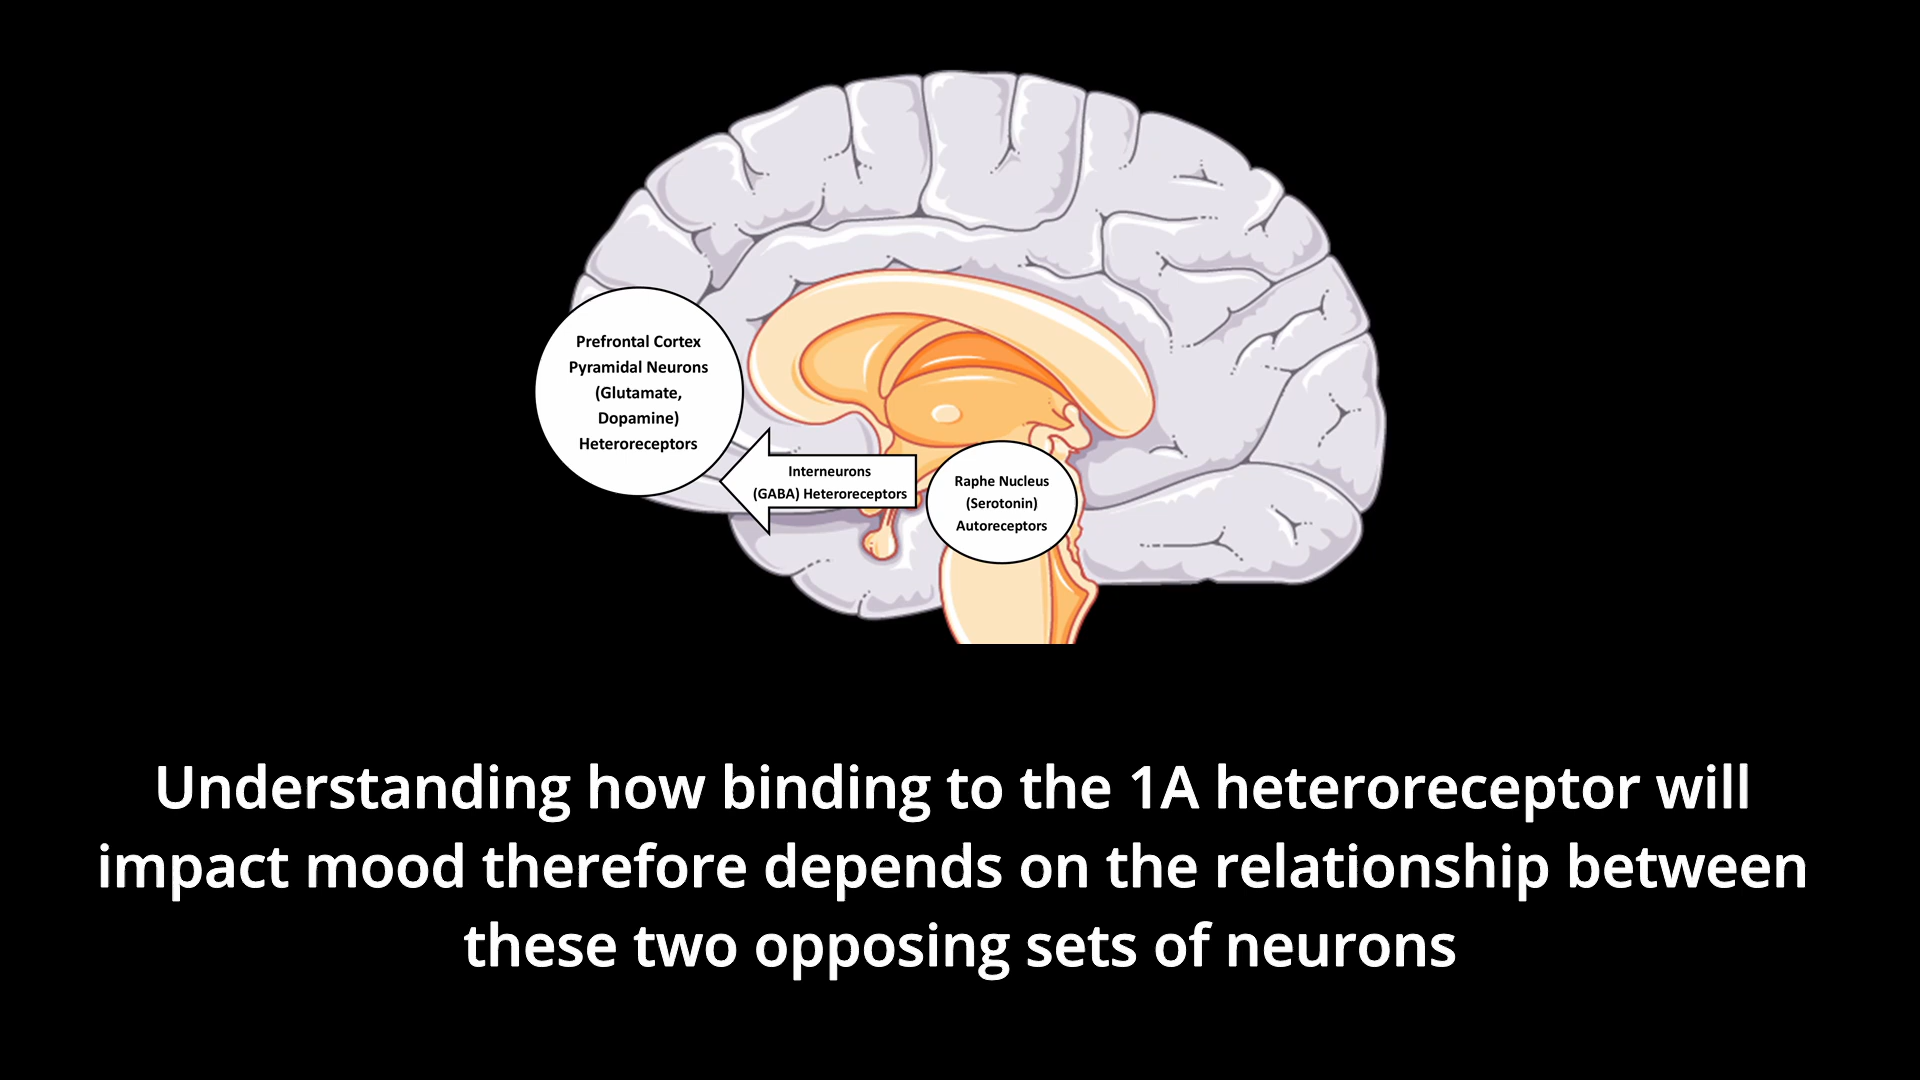 Prefrontal Cortex
Pyramidal Neurons
(Glutamate,
Dopamine)
Heteroreceptors
Interneurons
(GABA) Heteroreceptors
Raphe Nucleus
(Serotonin)
Autoreceptors
Understanding how binding to the 1A heteroreceptor will
impact mood therefore depends on the relationship between
these two opposing sets of neurons